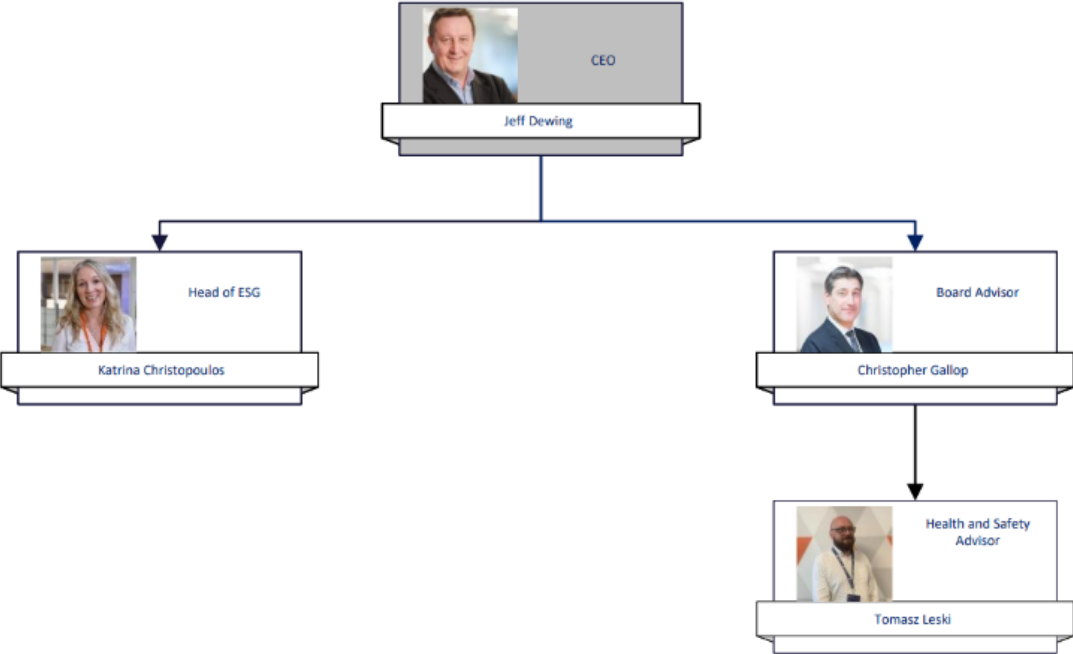 CEO
Jeff Dewing
Head of ESG
Katrina Christopoulos
Board Advisor
Christopher Gallop
Health and Safety
Advisor
Tomasz Leski